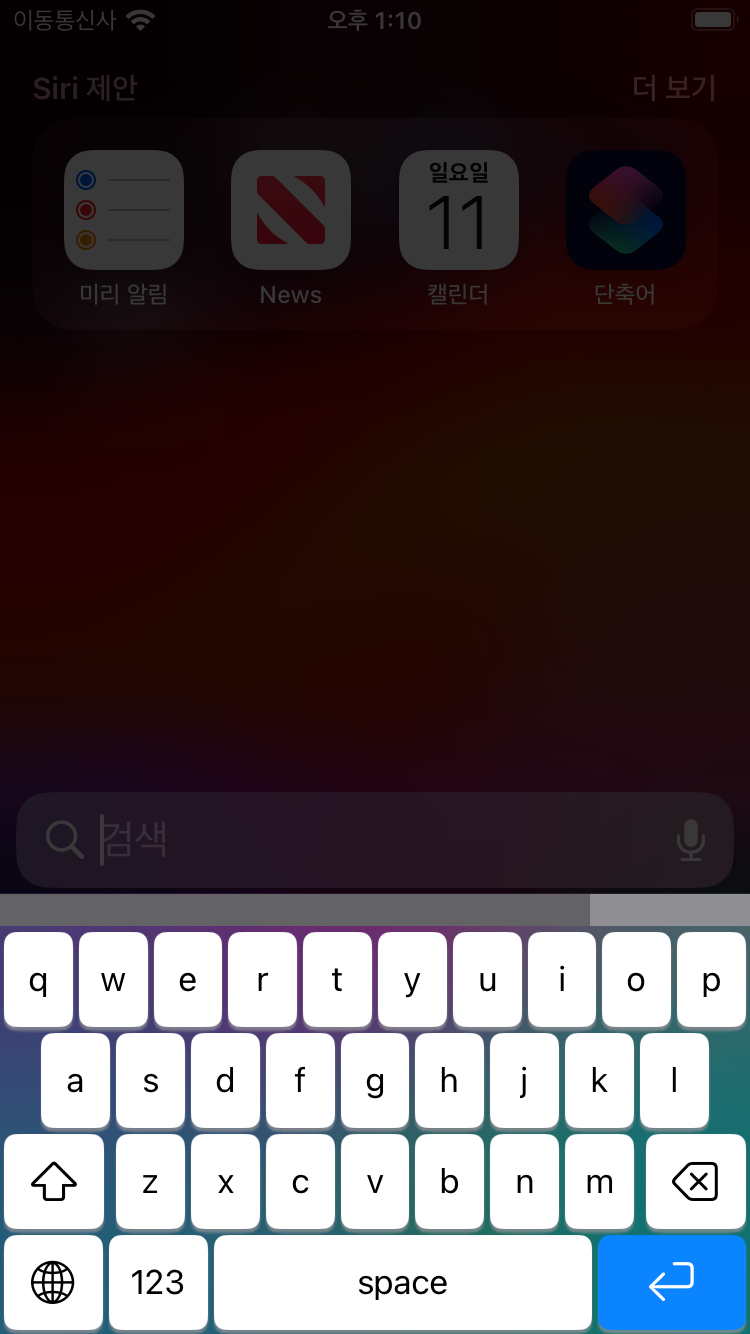 이동통신사 오후 1:10
Siri 제안 더 보기
일요일
11
미리 알림 News 캘린더 단축어
검색
q w e r t y u i o p
a s d f g h j k l
z x c v b n m
123 space